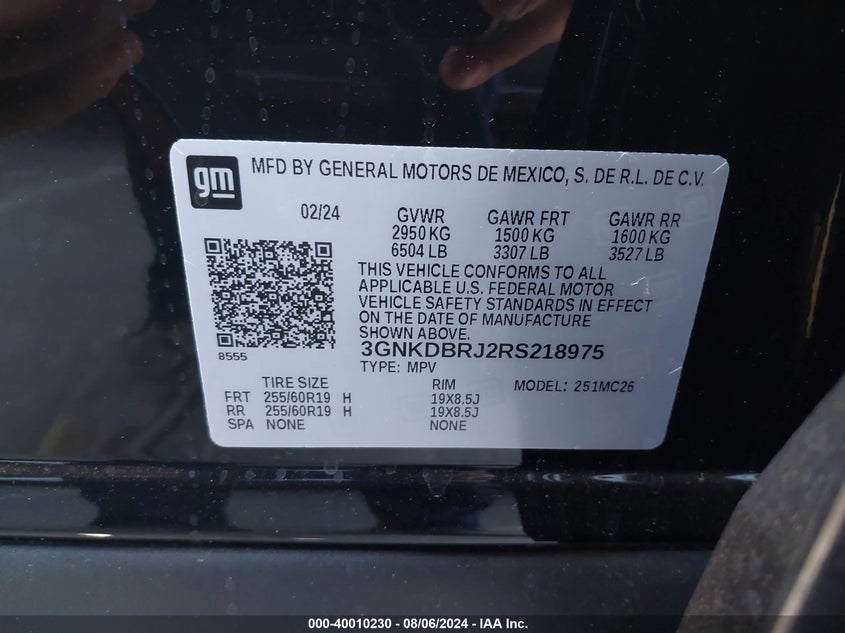 gm
MFD BY GENERAL MOTORS DE MEXICO, S. DE R.L. DE C.V.
02/24 GVWR GAWR FRT GAWR RR
2950 KG 1500 KG 1600 KG
6504 LB 3307 LB 3527 LB
THIS VEHICLE CONFORMS TO ALL
APPLICABLE U.S. FEDERAL MOTOR
VEHICLE SAFETY STANDARDS IN EFFECT
ON THE DATE OF MANUFACTURE
SHOWN ABOVE.
8555 3GNKDBRJ2RS218975
TYPE: MPV
TIRE SIZE RIM MODEL: 251MC26
FRT 255/60R19 H 19X8.5J
RR 255/60R19 H 19X8.5J
SPA NONE NONE
000-40010230 - 08/06/2024 - IAA Inc.